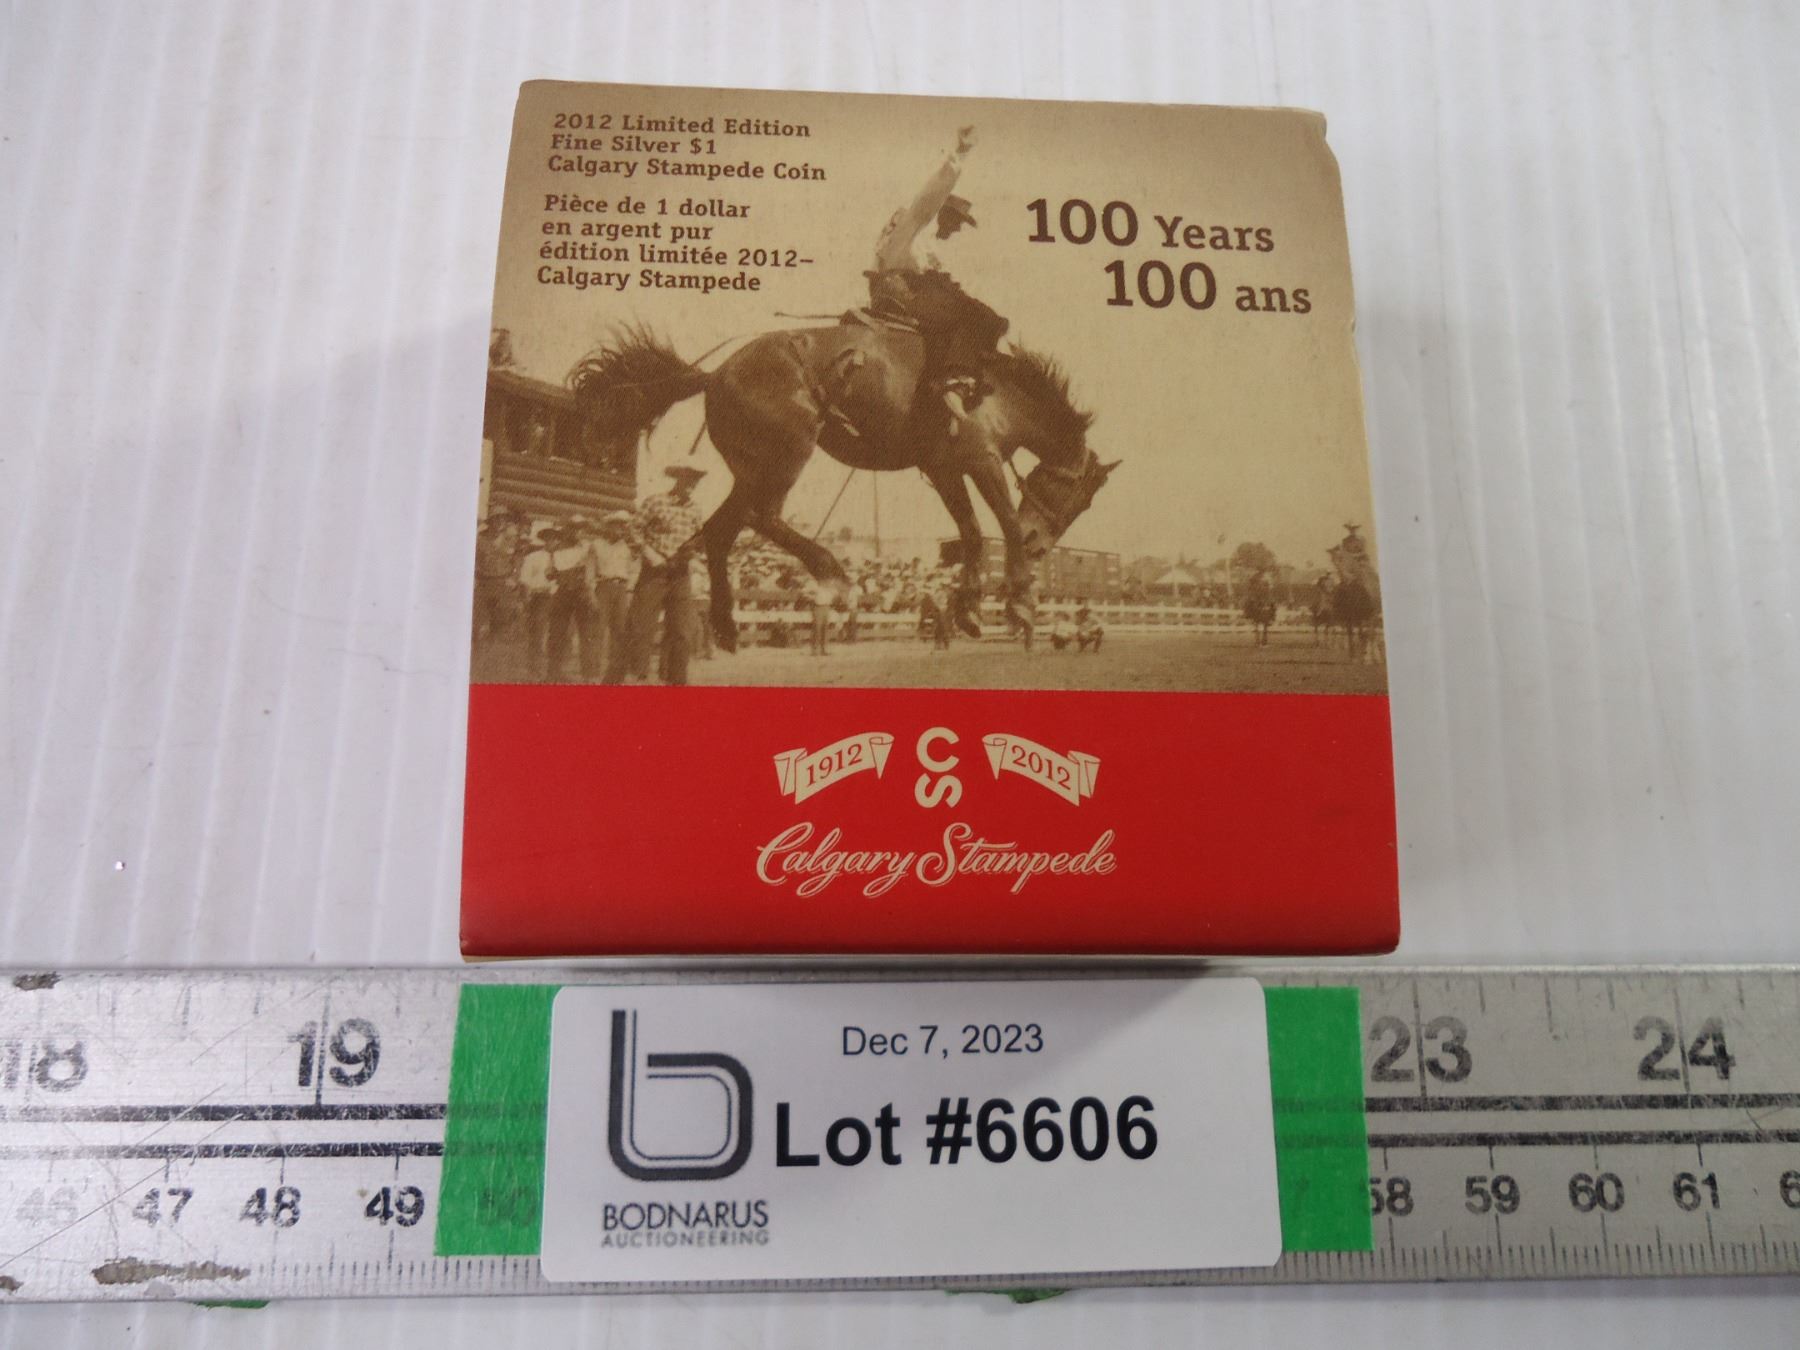 2012 Limited Edition
Fine Silver $1
Calgary Stampede Coin
Pièce de 1 dollar
en argent pur
édition limitée 2012–
Calgary Stampede
100 Years
100 ans
1912 CS 2012
Calgary Stampede
18 19 23 24
Dec 7, 2023
Lot #6606
BODNARUS
AUCTIONEERING
46 47 48 49 50 58 59 60 61